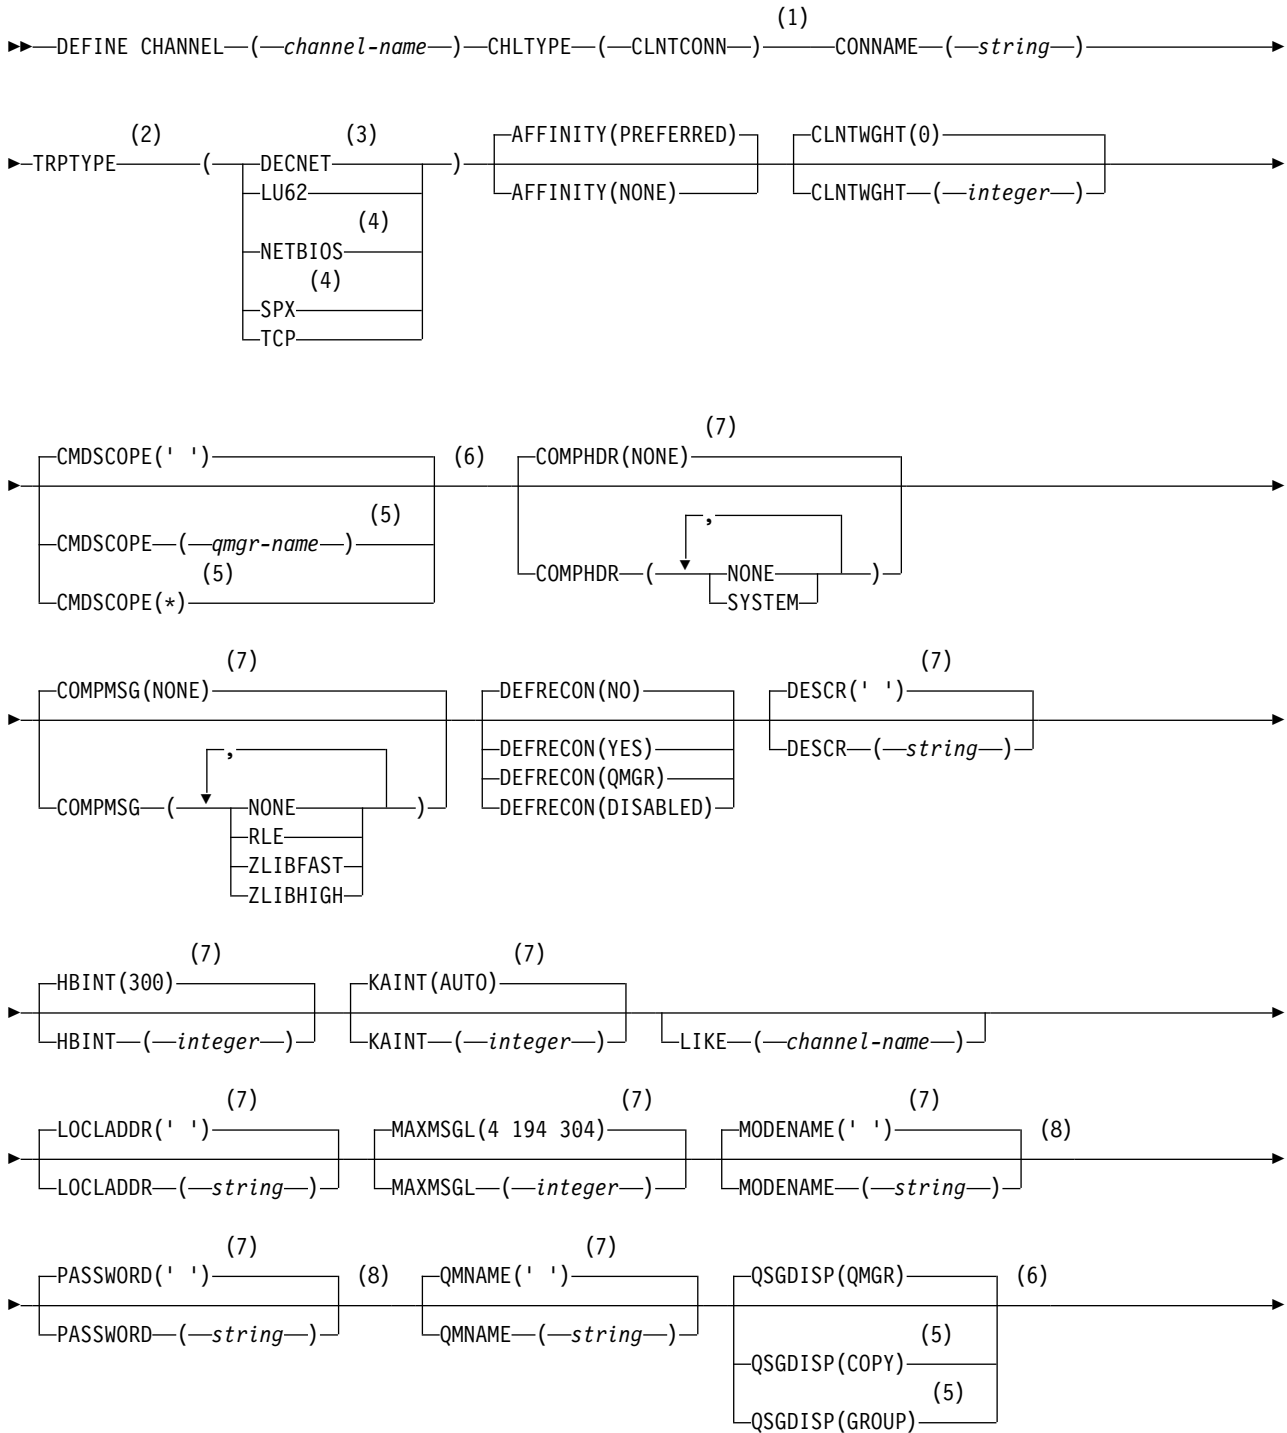 (1)
DEFINE CHANNEL ( channel-name ) CHLTYPE ( CLNTCONN ) CONNAME ( string )
(2) (3)
TRPTYPE ( DECNET ) AFFINITY(PREFERRED) CLNTWGHT(0)
LU62 AFFINITY(NONE) CLNTWGHT ( integer )
(4)
NETBIOS
(4)
SPX
TCP
(7)
CMDSCOPE(' ') (6) COMPHDR(NONE)
(5) ,
CMDSCOPE ( qmgr-name ) COMPHDR ( NONE )
(5) SYSTEM
CMDSCOPE(*)
(7) (7)
COMPMSG(NONE) DEFRECON(NO) DESCR(' ')
, DEFRECON(YES) DESCR ( string )
DEFRECON(QMGR)
COMPMSG ( NONE ) DEFRECON(DISABLED)
RLE
ZLIBFAST
ZLIBHIGH
(7) (7)
HBINT(300) KAINT(AUTO)
HBINT ( integer ) KAINT ( integer ) LIKE ( channel-name )
(7) (7) (7)
LOCLADDR(' ') MAXMSGL(4 194 304) MODENAME(' ') (8)
LOCLADDR ( string ) MAXMSGL ( integer ) MODENAME ( string )
(7) (7)
PASSWORD(' ') (8) QMNAME(' ') QSGDISP(QMGR) (6)
PASSWORD ( string ) QMNAME ( string ) (5)
QSGDISP(COPY)
(5)
QSGDISP(GROUP)